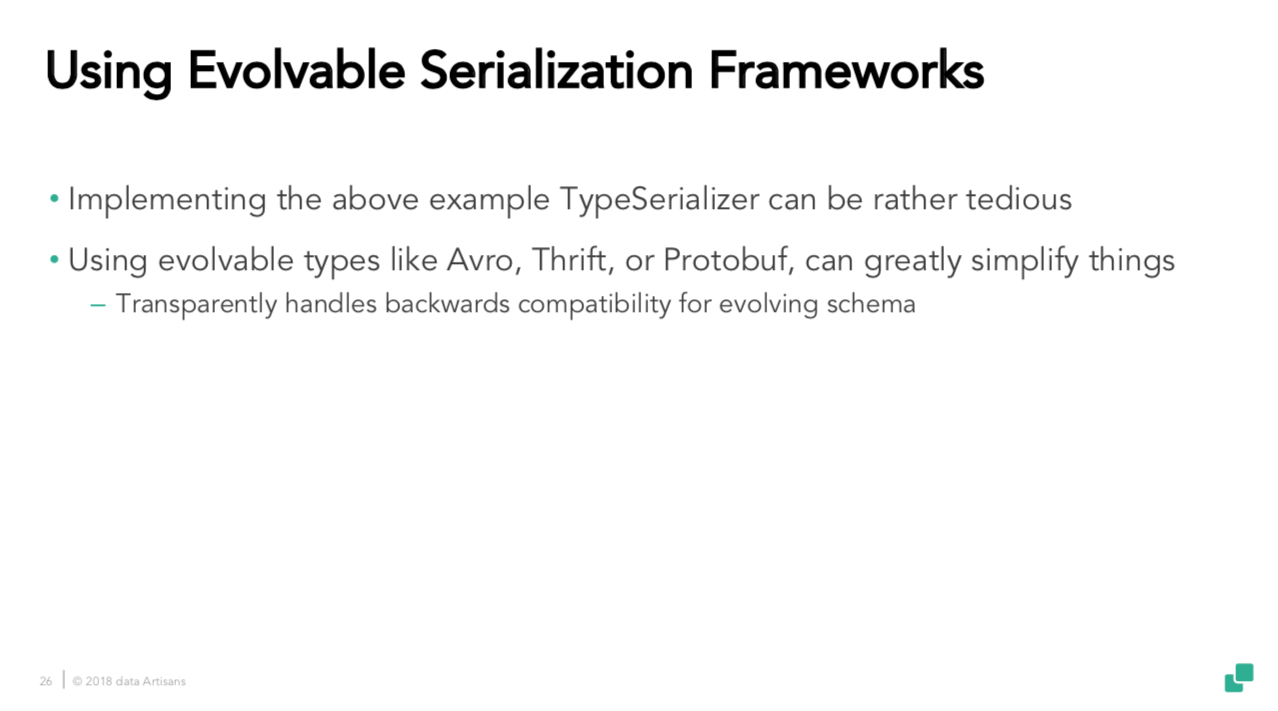 Using Evolvable Serialization Frameworks
• Implementing the above example TypeSerializer can be rather tedious
• Using evolvable types like Avro, Thrift, or Protobuf, can greatly simplify things
– Transparently handles backwards compatibility for evolving schema
26 | © 2018 data Artisans